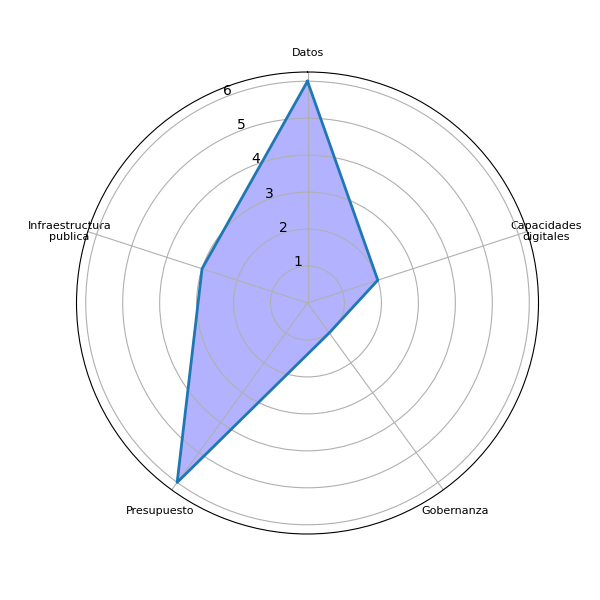 Datos
6
5
4
3
2
1
Infraestructura
publica
Capacidades
digitales
Presupuesto
Gobernanza